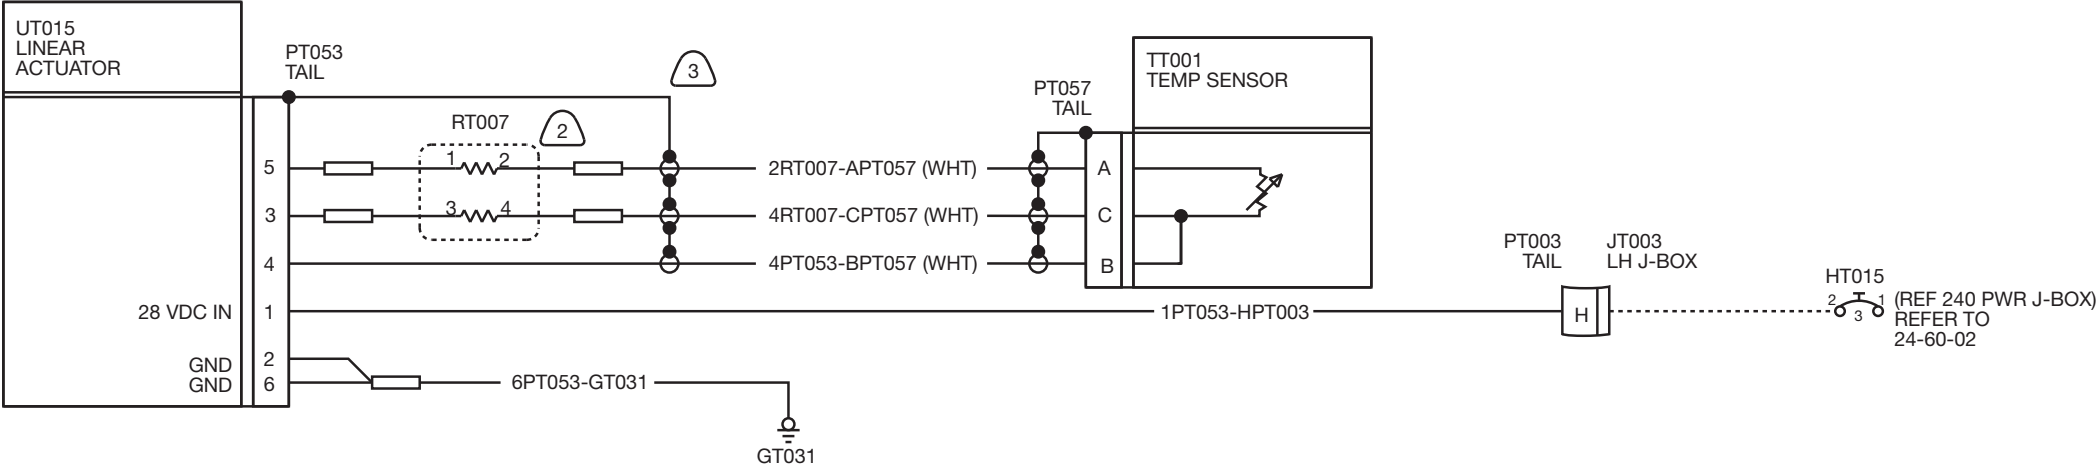 UT015
LINEAR
ACTUATOR
PT053
TAIL
3
RT007
2
PT057
TAIL
TT001
TEMP SENSOR
5
1
2
2RT007-APT057 (WHT)
A
3
3
4
4RT007-CPT057 (WHT)
C
4
4PT053-BPT057 (WHT)
B
PT003
TAIL
JT003
LH J-BOX
28 VDC IN
1
1PT053-HPT003
H
HT015
2
1
3
(REF 240 PWR J-BOX)
REFER TO
24-60-02
GND
2
GND
6
6PT053-GT031
GT031